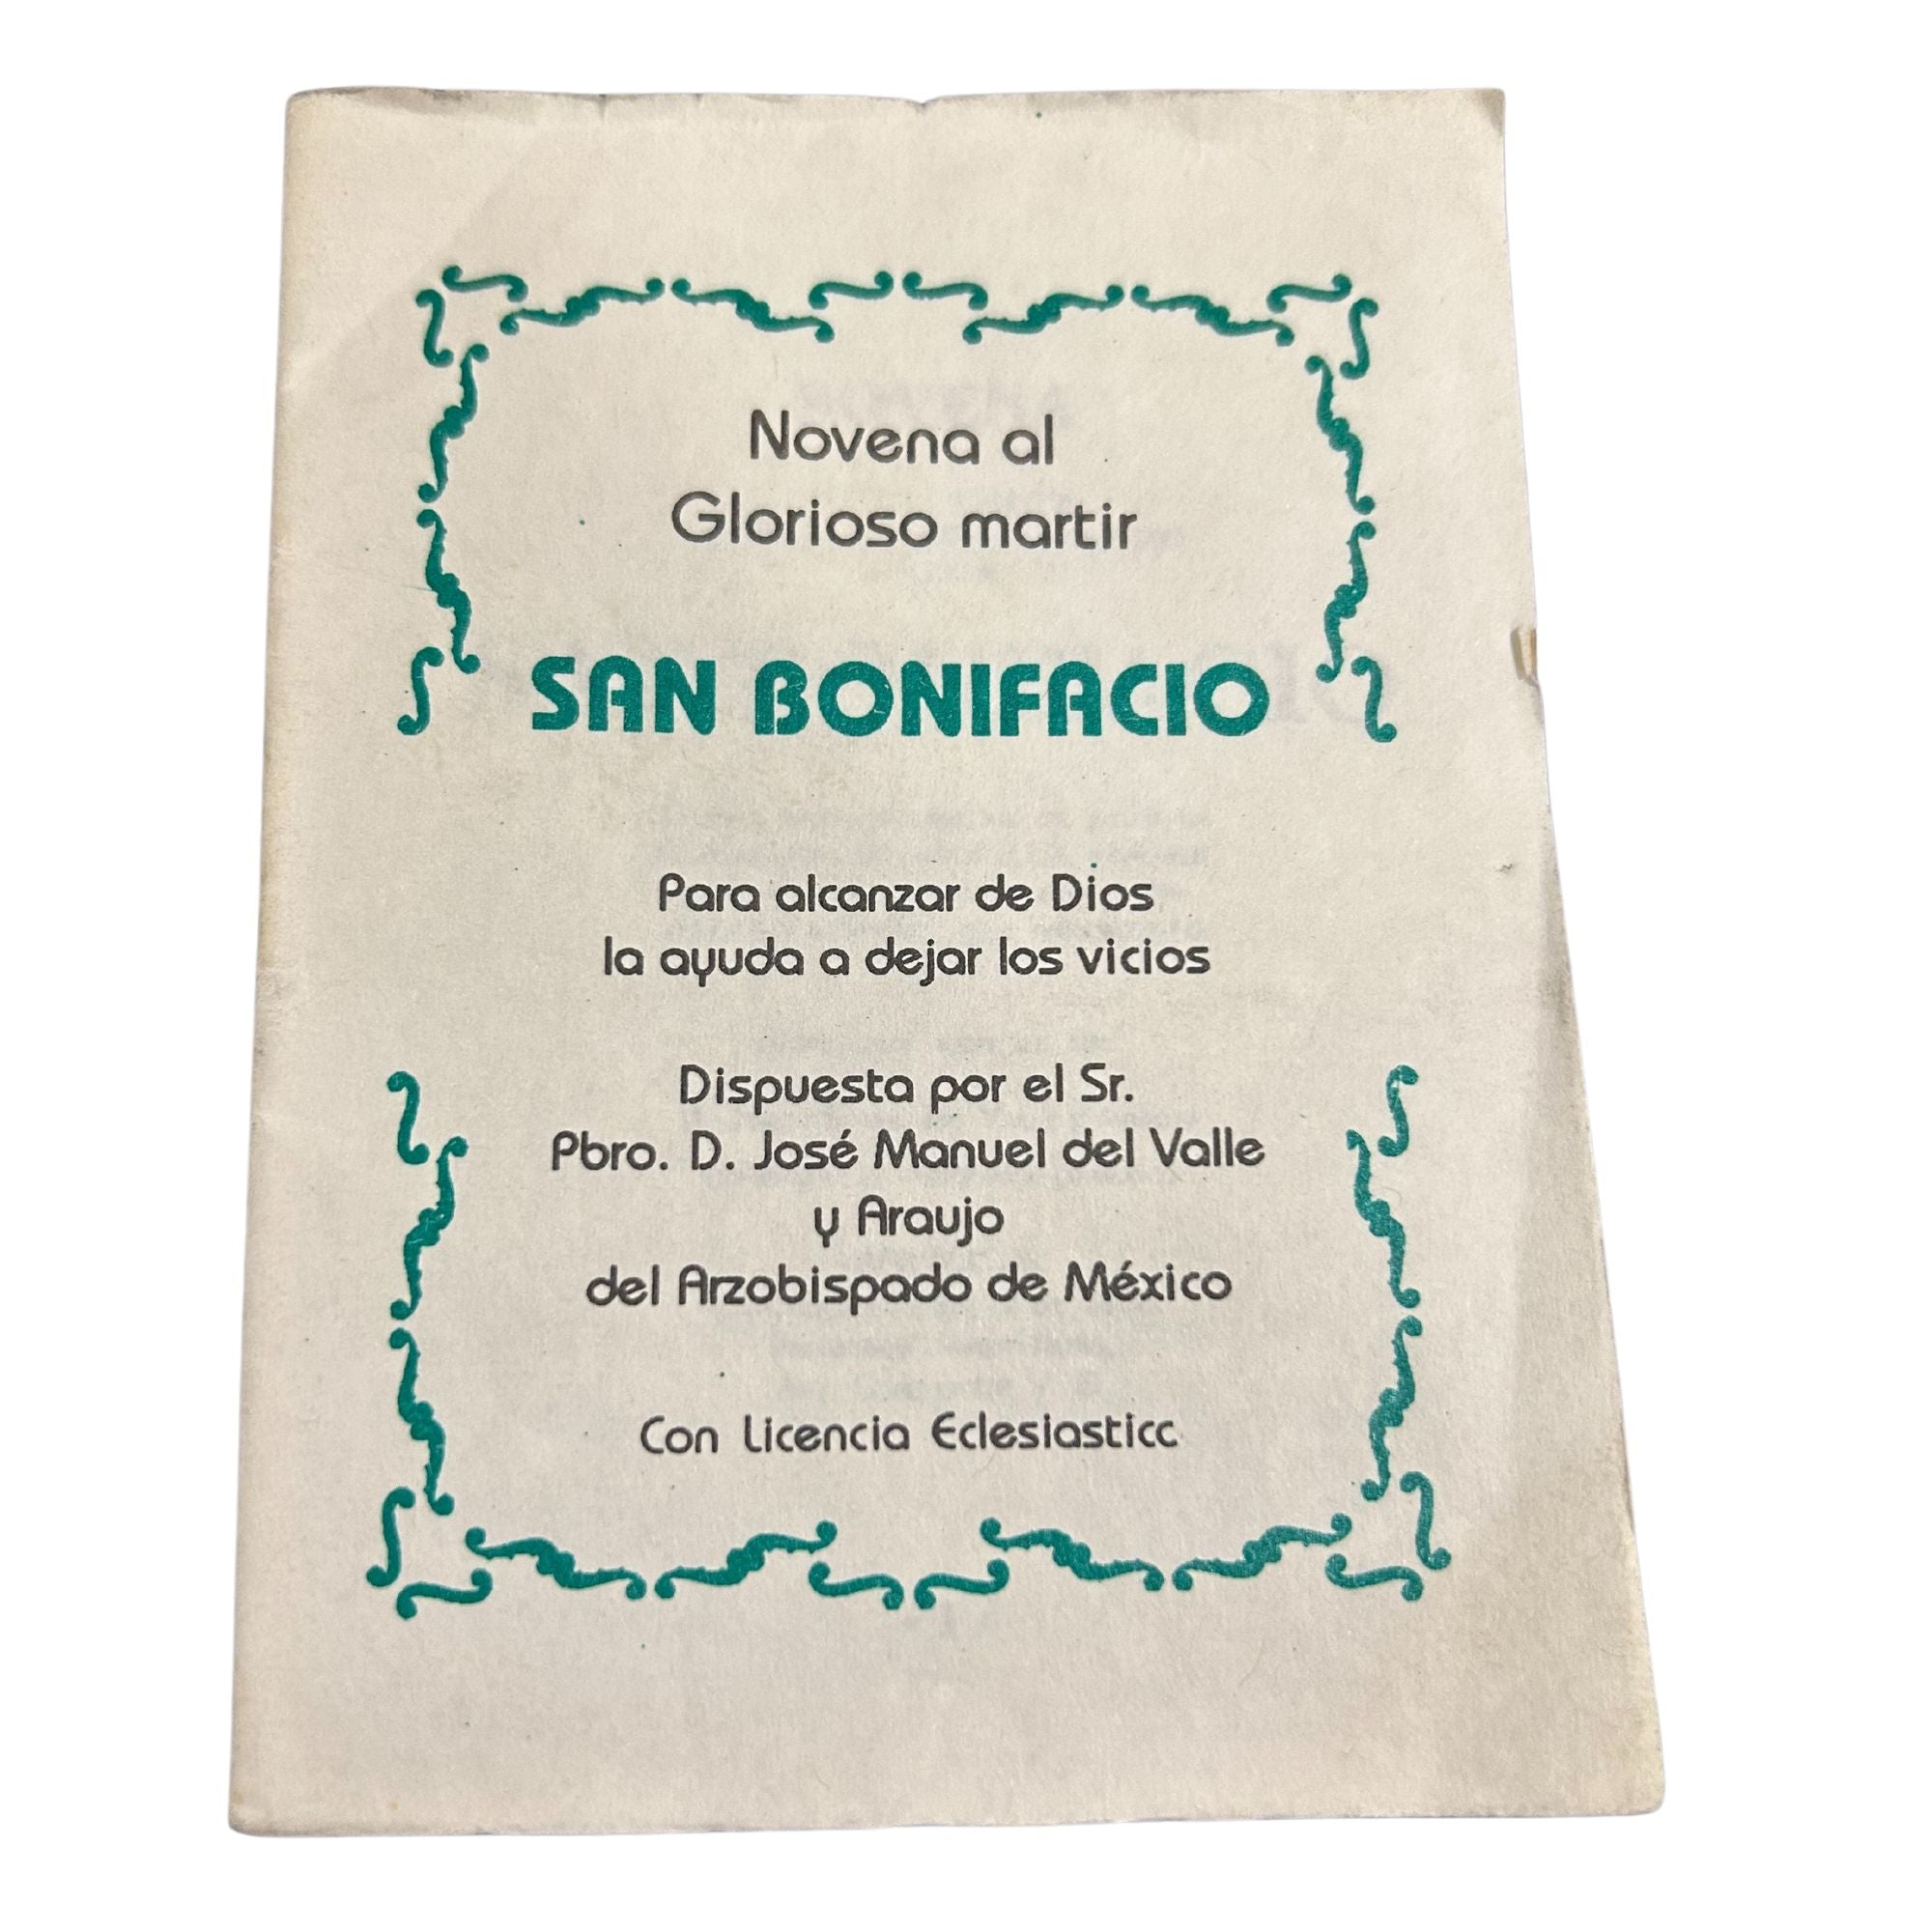 Novena al
Glorioso martir
SAN BONIFACIO
Para alcanzar de Dios
la ayuda a dejar los vicios
Dispuesta por el Sr.
Pbro. D. José Manuel del Valle
y Araujo
del Arzobispado de México
Con Licencia Eclesiasticc